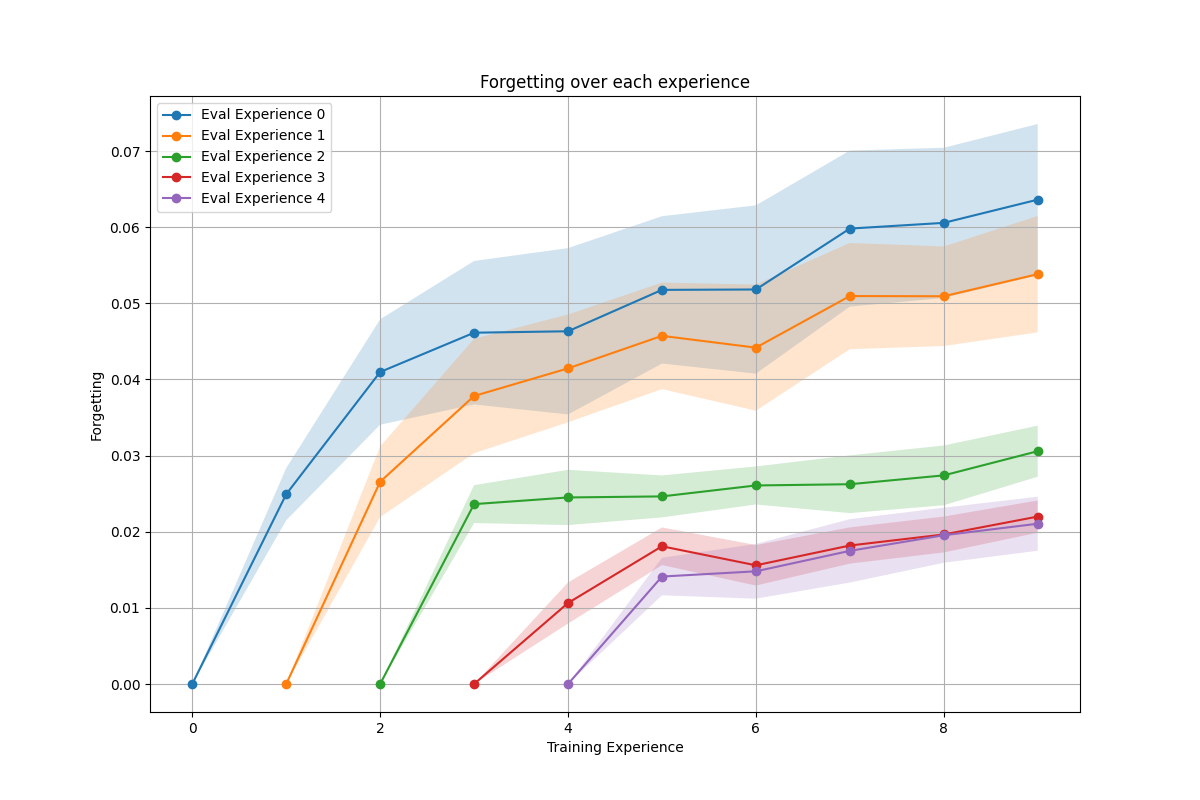 Forgetting over each experience
Eval Experience 0
Eval Experience 1
Eval Experience 2
Eval Experience 3
Eval Experience 4
0.07
0.06
0.05
0.04
0.03
0.02
0.01
0.00
Forgetting
0 2 4 6 8
Training Experience